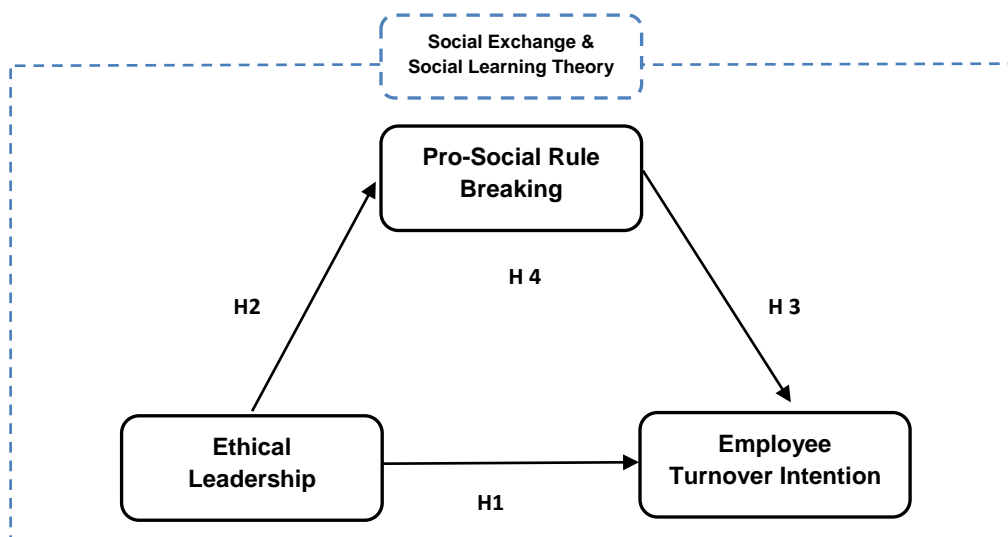 Social Exchange &
Social Learning Theory
Pro-Social Rule
Breaking
H 4
H2
H 3
Ethical
Leadership
Employee
Turnover Intention
H1